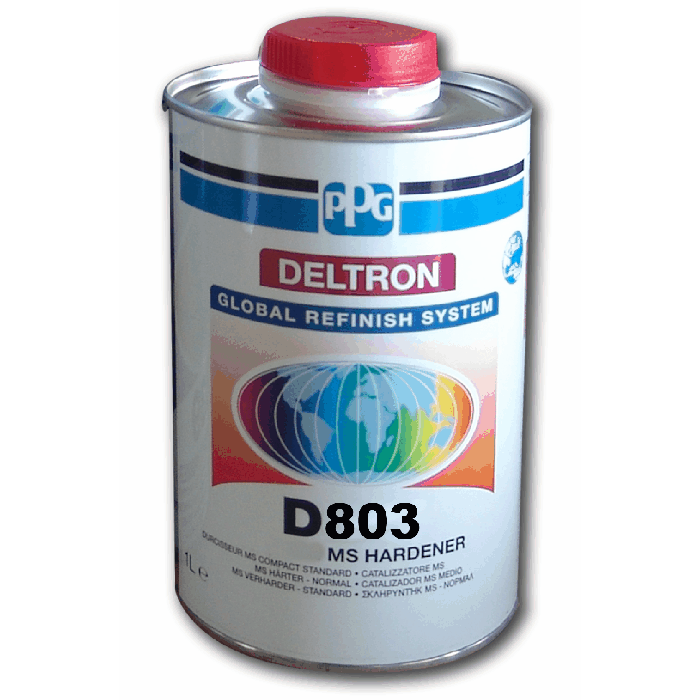 PPG
DELTRON
GLOBAL REFINISH SYSTEM
D803
MS HARDENER
DURCISSEUR MS COMPACT STANDARD • CATALIZZATORE MS
MS HÄRTER - NORMAL • CATALIZADOR MS MEDIO
MS VERHARDER - STANDARD • ΣΚΛΗΡΥΝΤΗΚ MS - ΝΟΡΜΑΛ
1L ℮